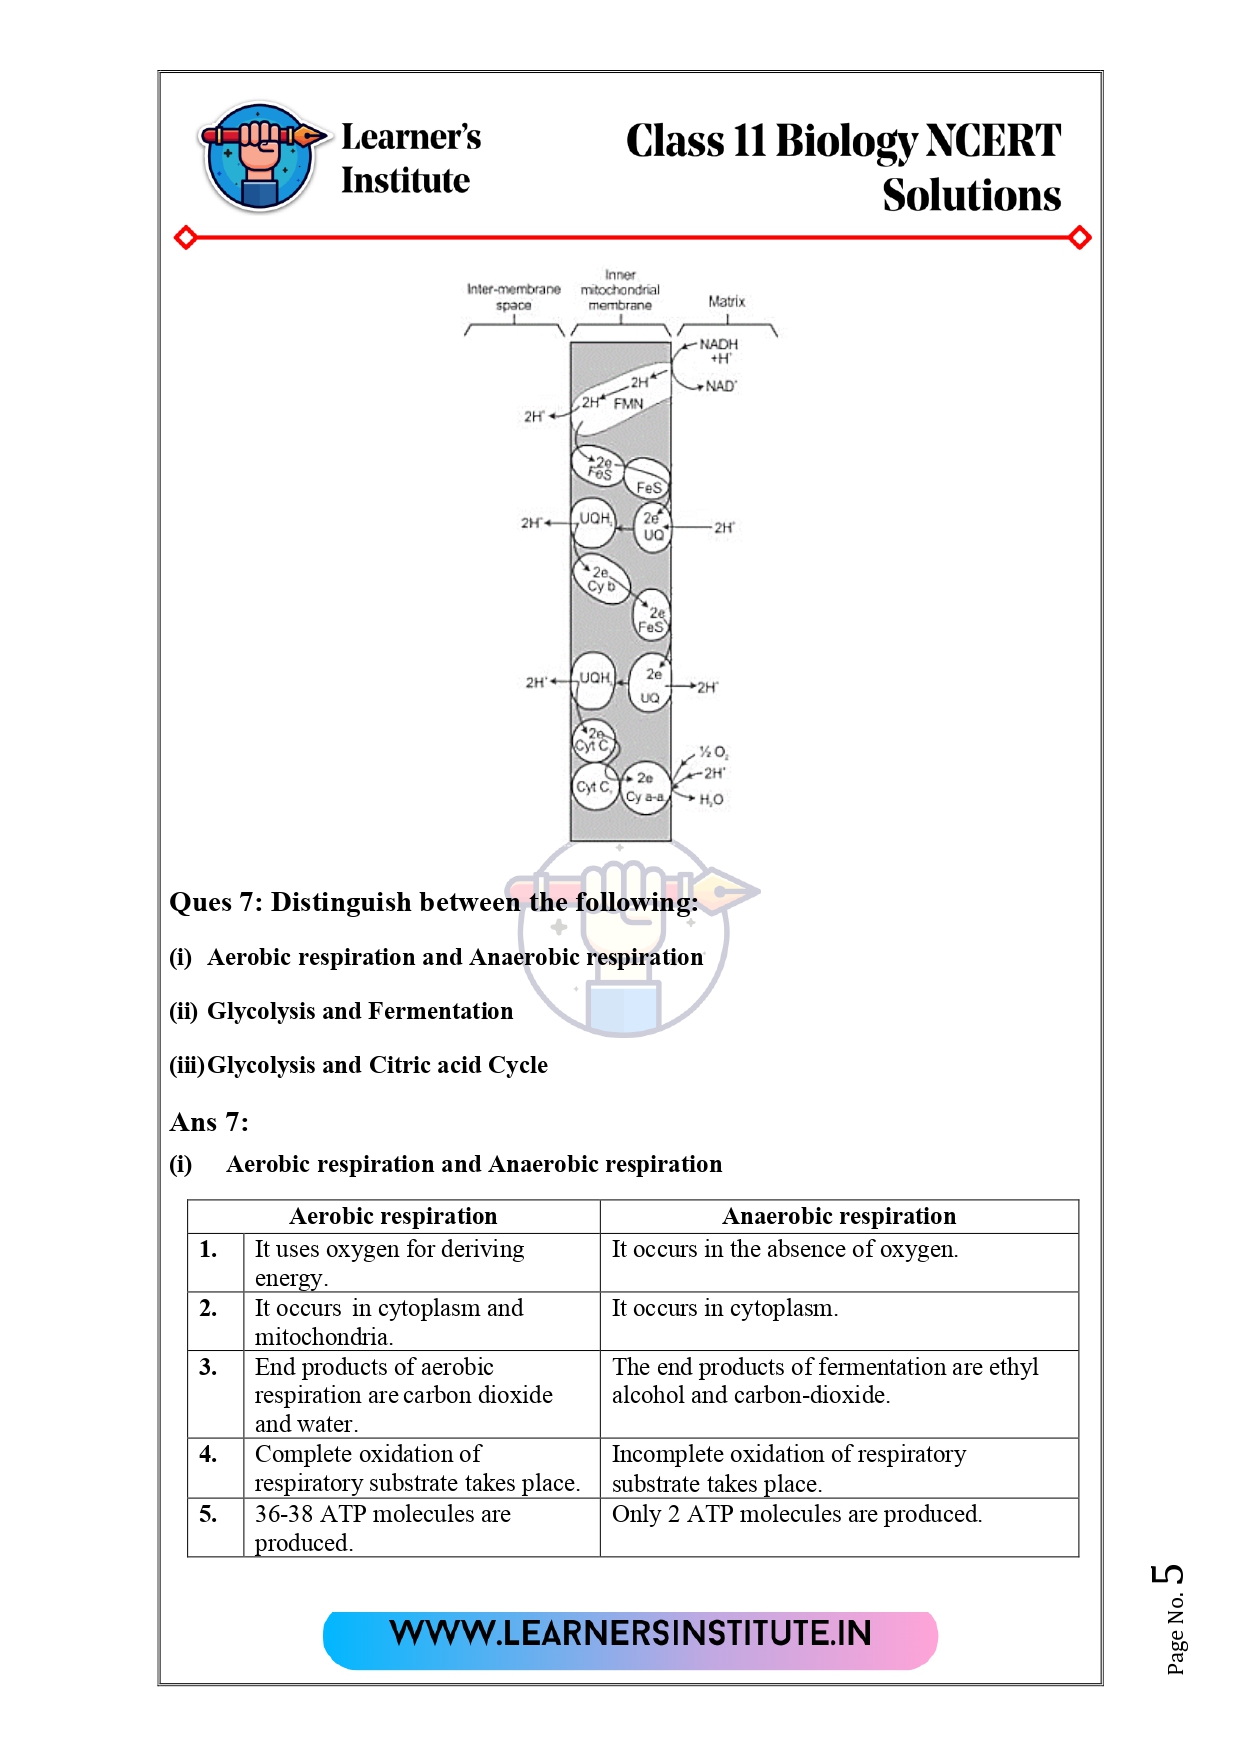 Learner's
Institute
Class 11 Biology NCERT
Solutions
Inter-membrane
space
Inner
mitochondrial
membrane
Matrix
NADH
+H⁺
NAD⁺
2H
2H
FMN
2H⁺
2e
FeS
FeS
2H⁺
UQH₂
2e
UQ
2H⁺
2e
Cy b
2e
FeS
2H⁺
UQH₂
2e
UQ
2H⁺
2e
Cyt C
½ O₂
2H⁺
Cyt C
2e
Cy a-a
H₂O
Ques 7: Distinguish between the following:
(i) Aerobic respiration and Anaerobic respiration
(ii) Glycolysis and Fermentation
(iii) Glycolysis and Citric acid Cycle
Ans 7:
(i) Aerobic respiration and Anaerobic respiration
Aerobic respiration Anaerobic respiration
1. It uses oxygen for deriving It occurs in the absence of oxygen.
energy.
2. It occurs in cytoplasm and It occurs in cytoplasm.
mitochondria.
3. End products of aerobic The end products of fermentation are ethyl
respiration are carbon dioxide alcohol and carbon-dioxide.
and water.
4. Complete oxidation of Incomplete oxidation of respiratory
respiratory substrate takes place. substrate takes place.
5. 36-38 ATP molecules are Only 2 ATP molecules are produced.
produced.
WWW.LEARNERSINSTITUTE.IN
Page No. 5